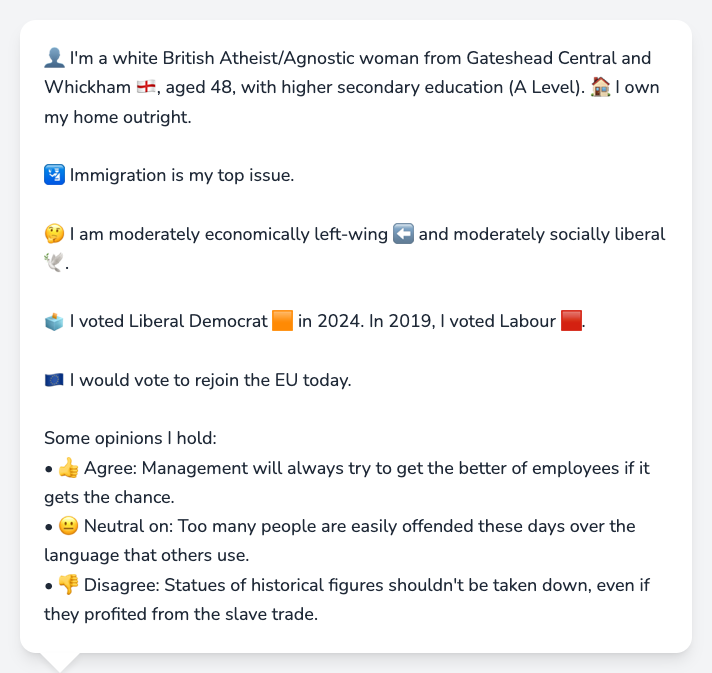 👤 I'm a white British Atheist/Agnostic woman from Gateshead Central and
Whickham 🏴󠁧󠁢󠁥󠁮󠁧󠁿, aged 48, with higher secondary education (A Level). 🏠 I own
my home outright.
🛂 Immigration is my top issue.
🤔 I am moderately economically left-wing ⬅️ and moderately socially liberal
🕊️.
🗳️ I voted Liberal Democrat 🟧 in 2024. In 2019, I voted Labour 🟥.
🇪🇺 I would vote to rejoin the EU today.
Some opinions I hold:
• 👍 Agree: Management will always try to get the better of employees if it
gets the chance.
• 😐 Neutral on: Too many people are easily offended these days over the
language that others use.
• 👎 Disagree: Statues of historical figures shouldn't be taken down, even if
they profited from the slave trade.